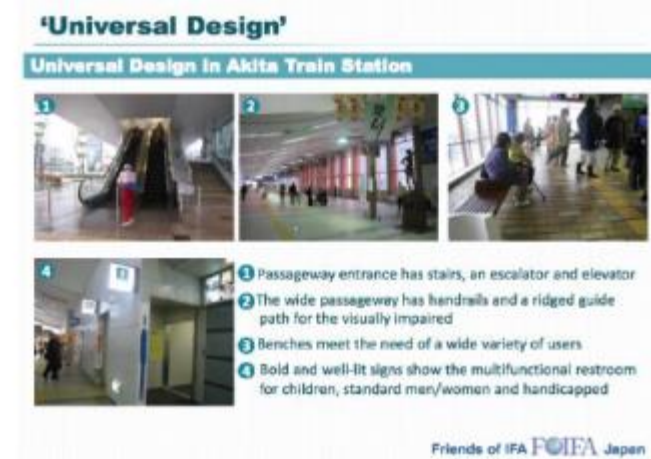 ‘Universal Design’
Universal Design in Akita Train Station
1
2
3
4
1 Passageway entrance has stairs, an escalator and elevator
2 The wide passageway has handrails and a ridged guide
path for the visually impaired
3 Benches meet the need of a wide variety of users
4 Bold and well-lit signs show the multifunctional restroom
for children, standard men/women and handicapped
Friends of IFA FOIFA Japan